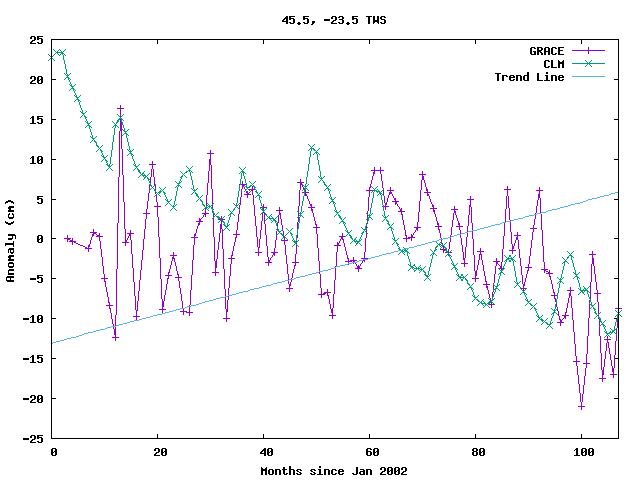 45.5, -23.5 TWS
GRACE
CLM
Trend Line
Anomaly (cm)
25
20
15
10
5
0
-5
-10
-15
-20
-25
0 20 40 60 80 100
Months since Jan 2002